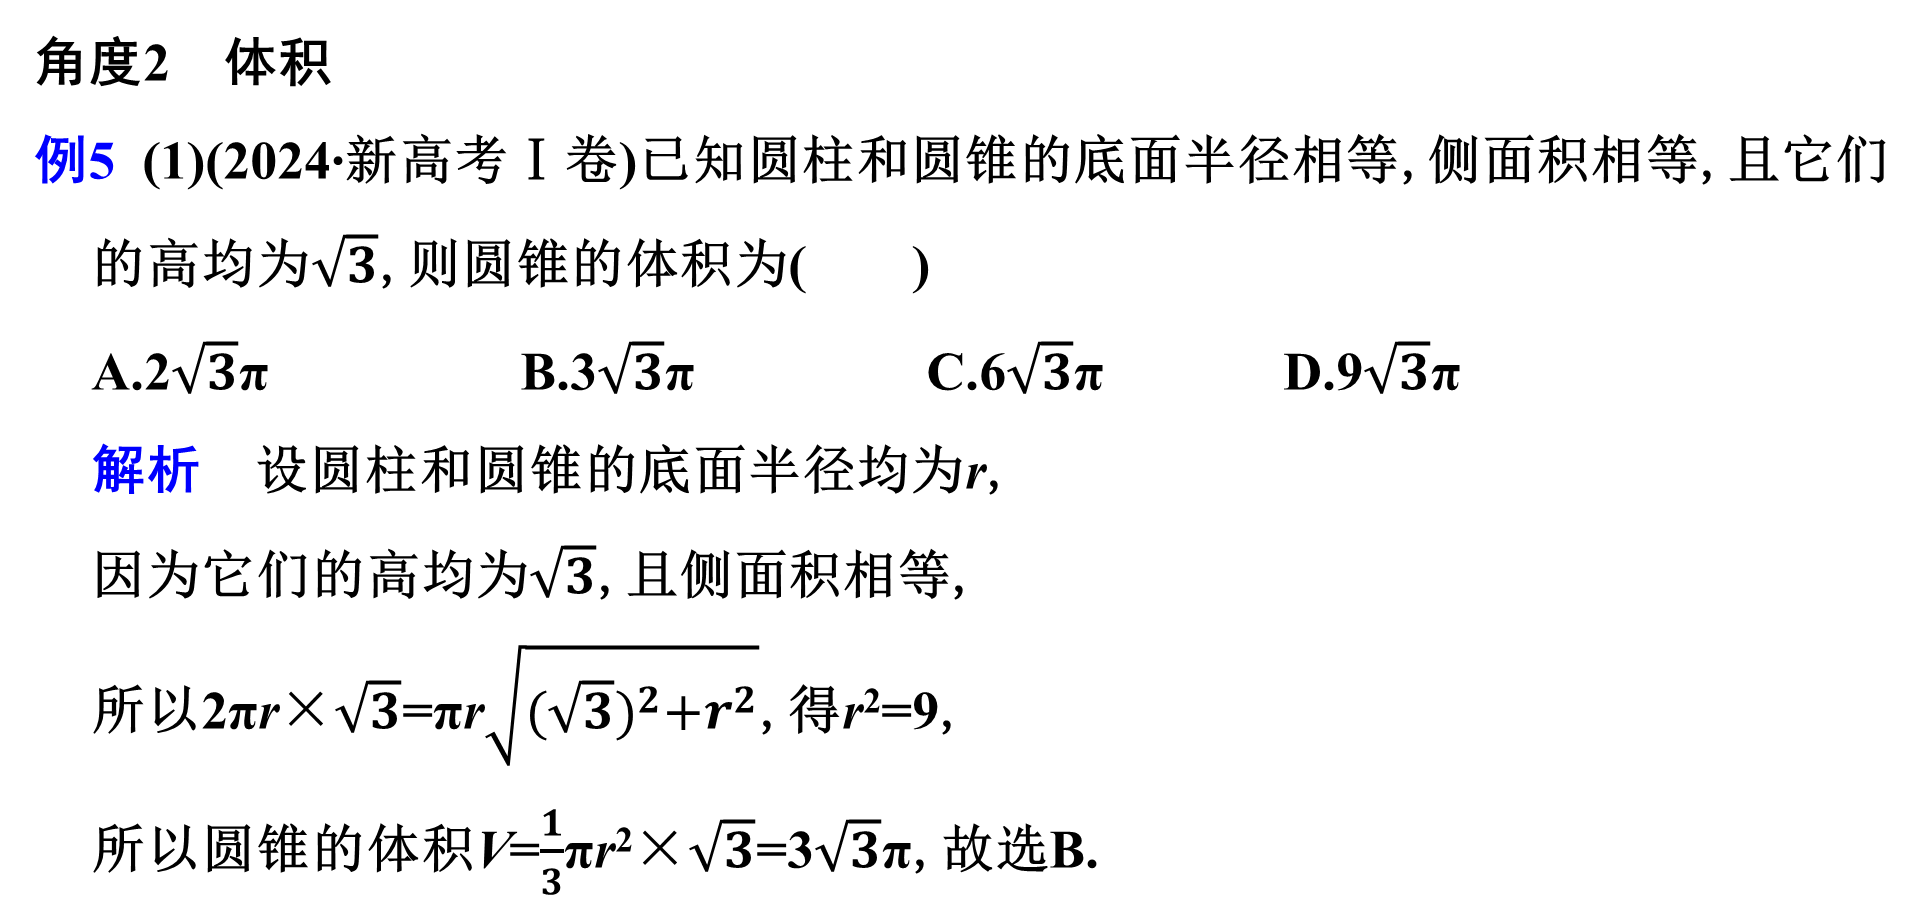 角度2　体积
例5 (1)(2024·新高考Ⅰ卷)已知圆柱和圆锥的底面半径相等,侧面积相等,且它们
的高均为√3,则圆锥的体积为(　　)
A.2√3π　B.3√3π　C.6√3π　D.9√3π
解析　设圆柱和圆锥的底面半径均为r,
因为它们的高均为√3,且侧面积相等,
所以2πr×√3=πr√((√3)²+r²),得r²=9,
所以圆锥的体积V=1/3πr²×√3=3√3π,故选B.